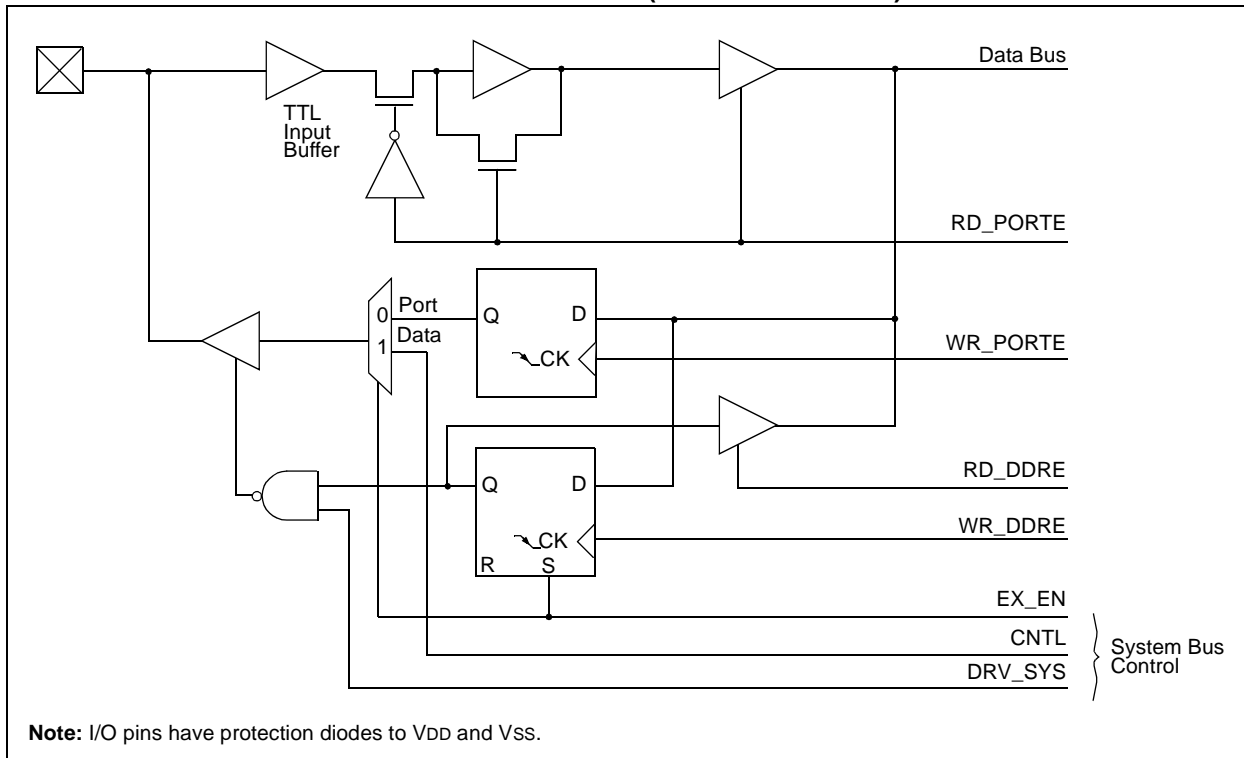 Data Bus
TTL
Input
Buffer
RD_PORTE
Port
0
Data
1
Q
D
CK
WR_PORTE
RD_DDRE
Q
D
CK
R
S
WR_DDRE
EX_EN
CNTL
DRV_SYS
System Bus
Control
Note: I/O pins have protection diodes to VDD and VSS.